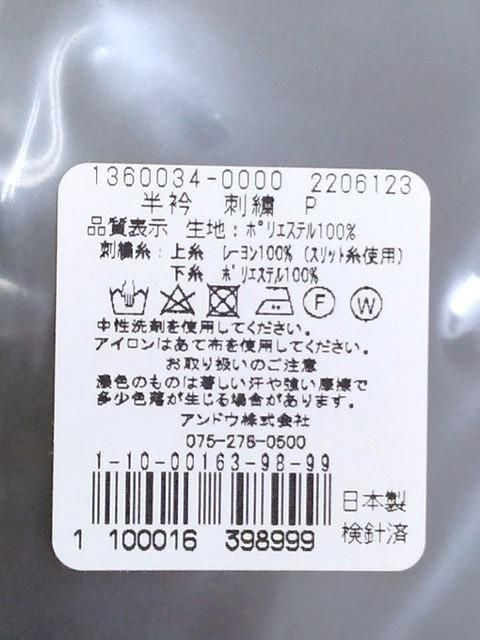 1360034-0000 2206123
半衿 刺繍 P
品質表示 生地：ポリエステル100%
刺繍糸：上糸 レーヨン100%（スリット糸使用）
下糸 ポリエステル100%
F W
中性洗剤を使用してください。
アイロンはあて布を使用してください。
お取り扱いのご注意
濃色のものは著しい汗や強い摩擦で
多少色落が生じる場合があります。
アンドウ株式会社
075-278-0500
1-10-00163-98-99
1 100016 398999
日本製
検針済